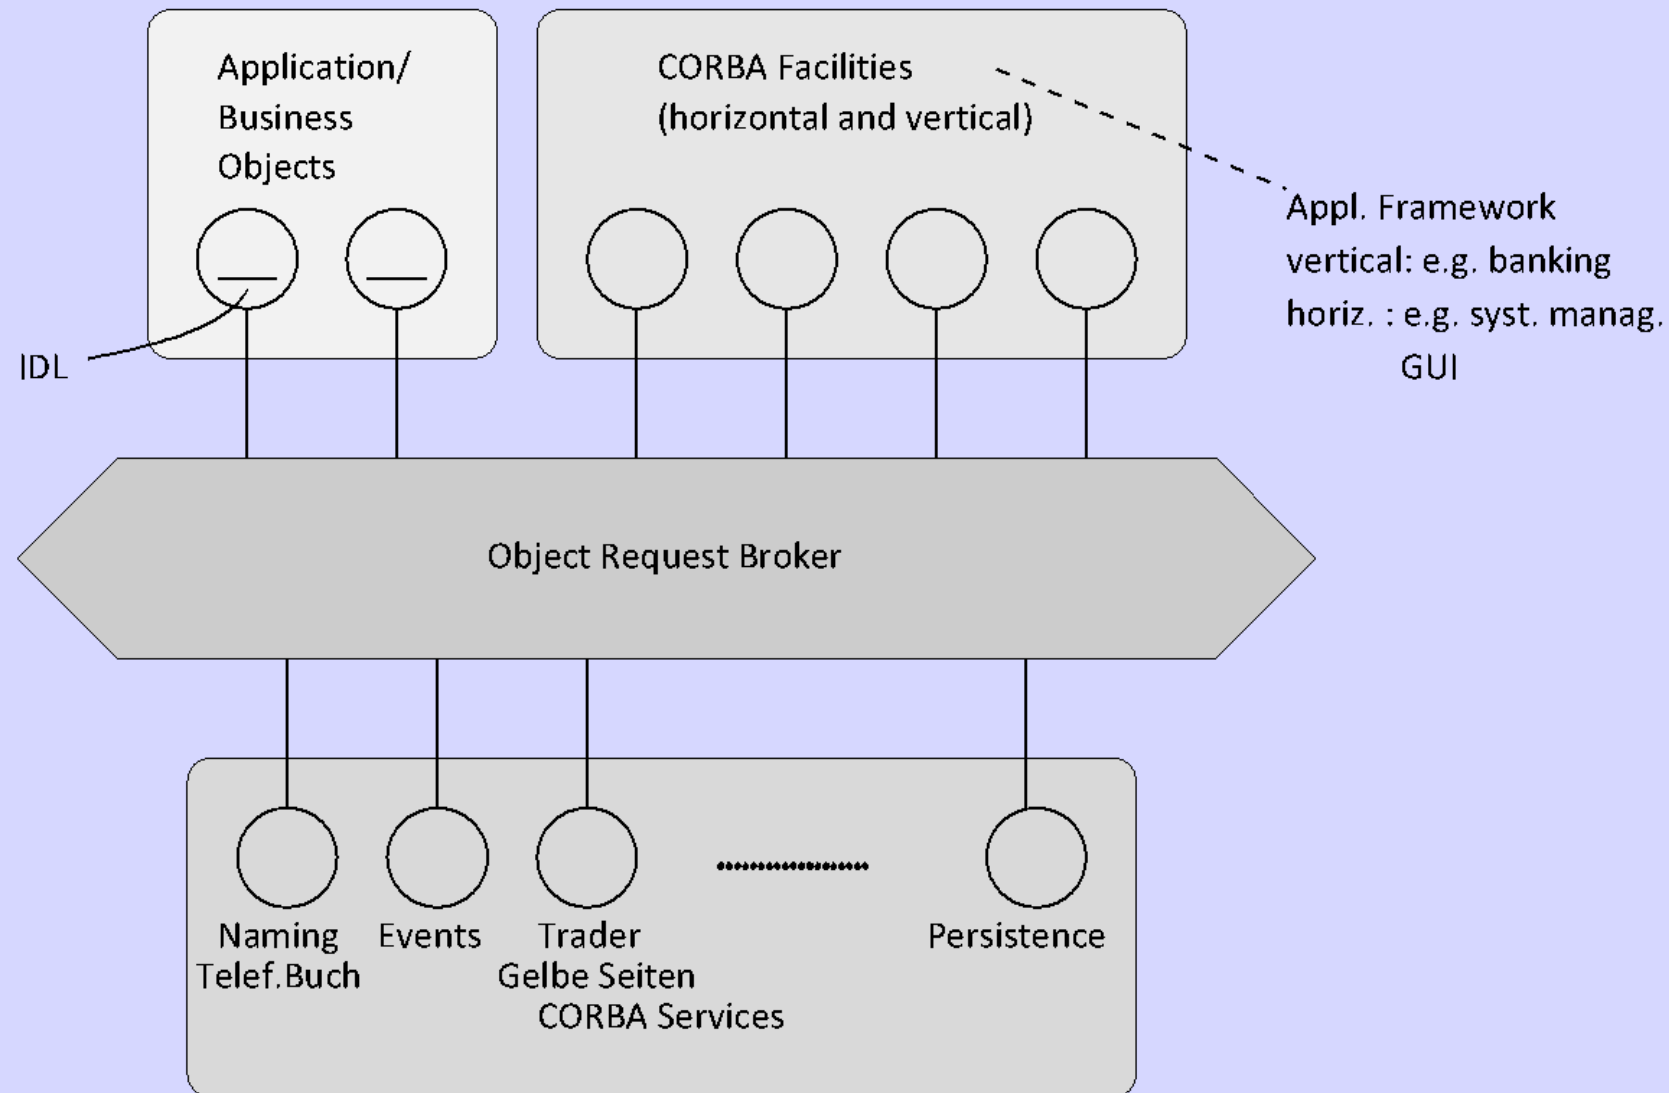 Application/
Business
Objects
CORBA Facilities
(horizontal and vertical)
Appl. Framework
vertical: e.g. banking
horiz. : e.g. syst. manag.
GUI
IDL
Object Request Broker
Naming
Telef.Buch
Events
Trader
Gelbe Seiten
Persistence
CORBA Services